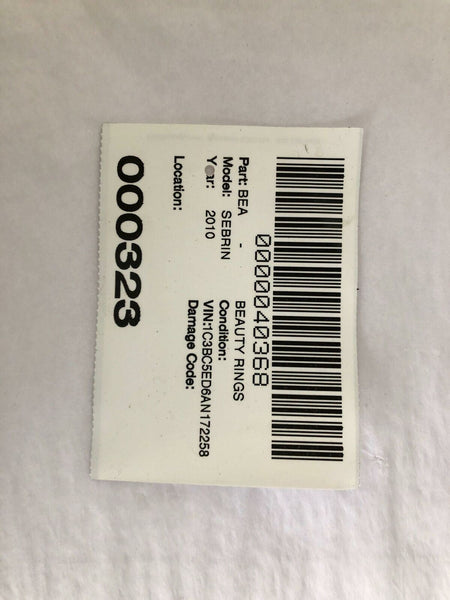 0000040368
Part: BEA - BEAUTY RINGS
Model: SEBRIN Condition:
Year: 2010 VIN:1C3BC5ED6AN172258
Damage Code:
Location:
000323